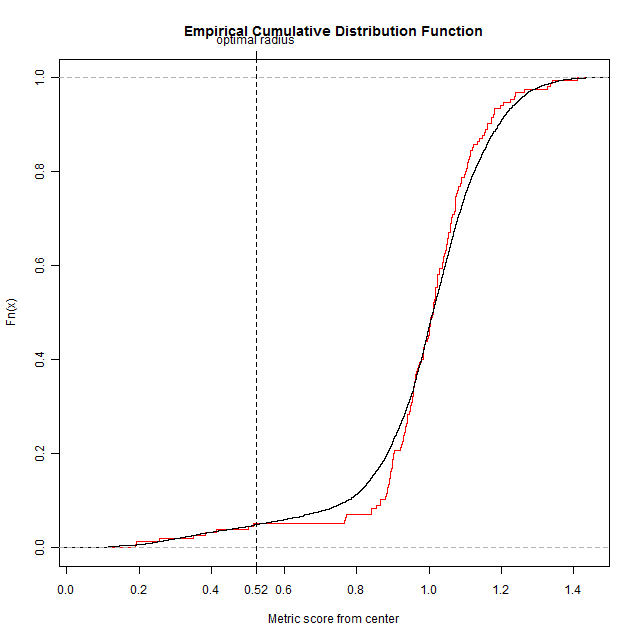 Empirical Cumulative Distribution Function
optimal radius
1.0
0.8
0.6
0.4
0.2
0.0
Fn(x)
0.0 0.2 0.4 0.52 0.6 0.8 1.0 1.2 1.4
Metric score from center